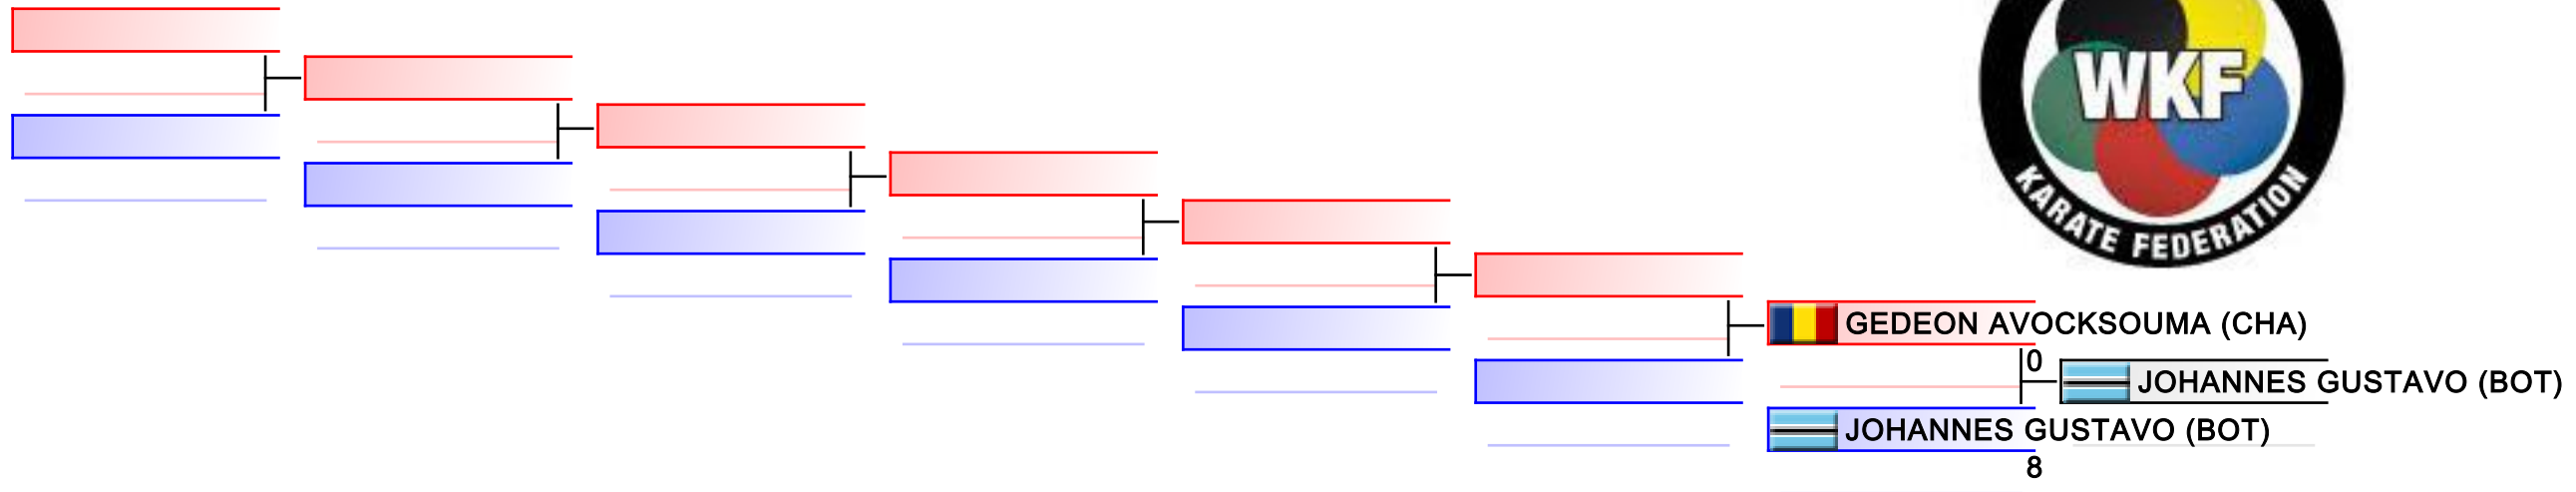 WKF
KARATE FEDERATION
GEDEON AVOCKSOUMA (CHA)
0
JOHANNES GUSTAVO (BOT)
JOHANNES GUSTAVO (BOT)
8